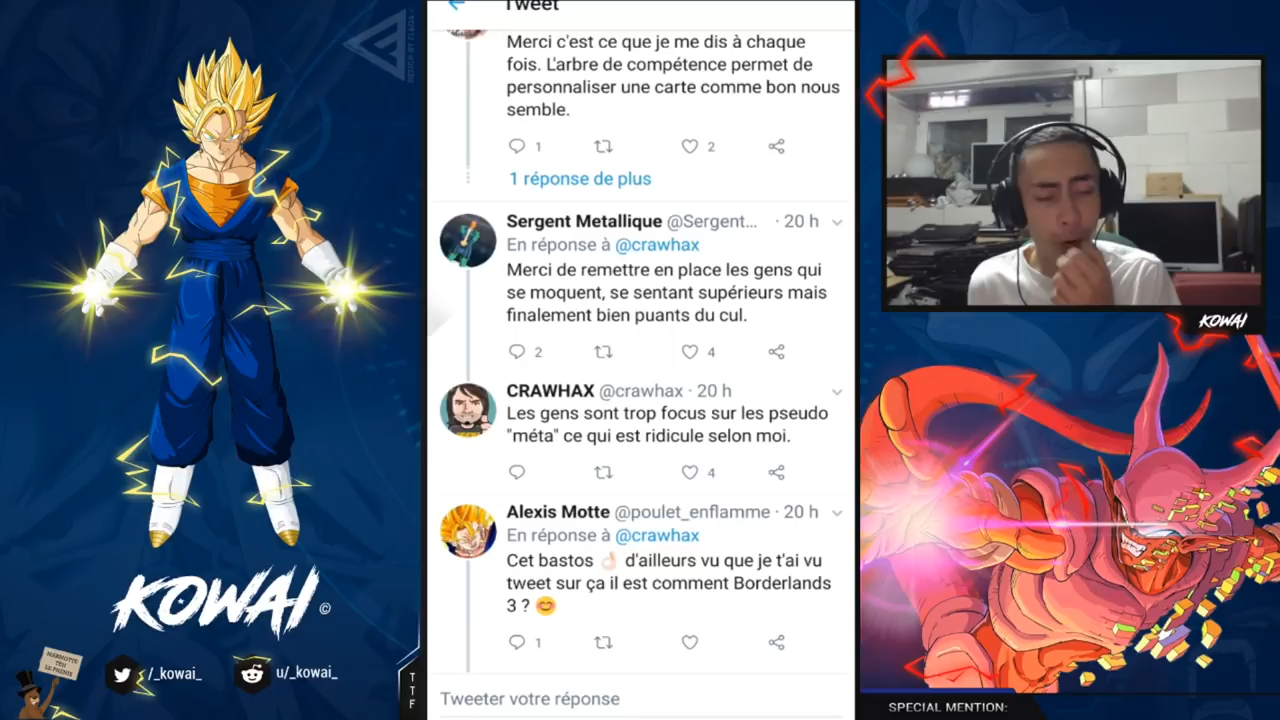 Tweet
Merci c'est ce que je me dis à chaque
fois. L'arbre de compétence permet de
personnaliser une carte comme bon nous
semble.
1
2
1 réponse de plus
Sergent Metallique @Sergent... · 20 h
En réponse à @crawhax
Merci de remettre en place les gens qui
se moquent, se sentant supérieurs mais
finalement bien puants du cul.
2
4
CRAWHAX @crawhax · 20 h
Les gens sont trop focus sur les pseudo
"méta" ce qui est ridicule selon moi.
4
Alexis Motte @poulet_enflamme · 20 h
En réponse à @crawhax
Cet bastos 👌🏻 d'ailleurs vu que je t'ai vu
tweet sur ça il est comment Borderlands
3 ? 😊
1
Tweeter votre réponse
KOWAI ©
MARMOTTE
TEH
LE PHENIX
/_kowai_
u/_kowai_
TTF
KOWAI
SPECIAL MENTION: